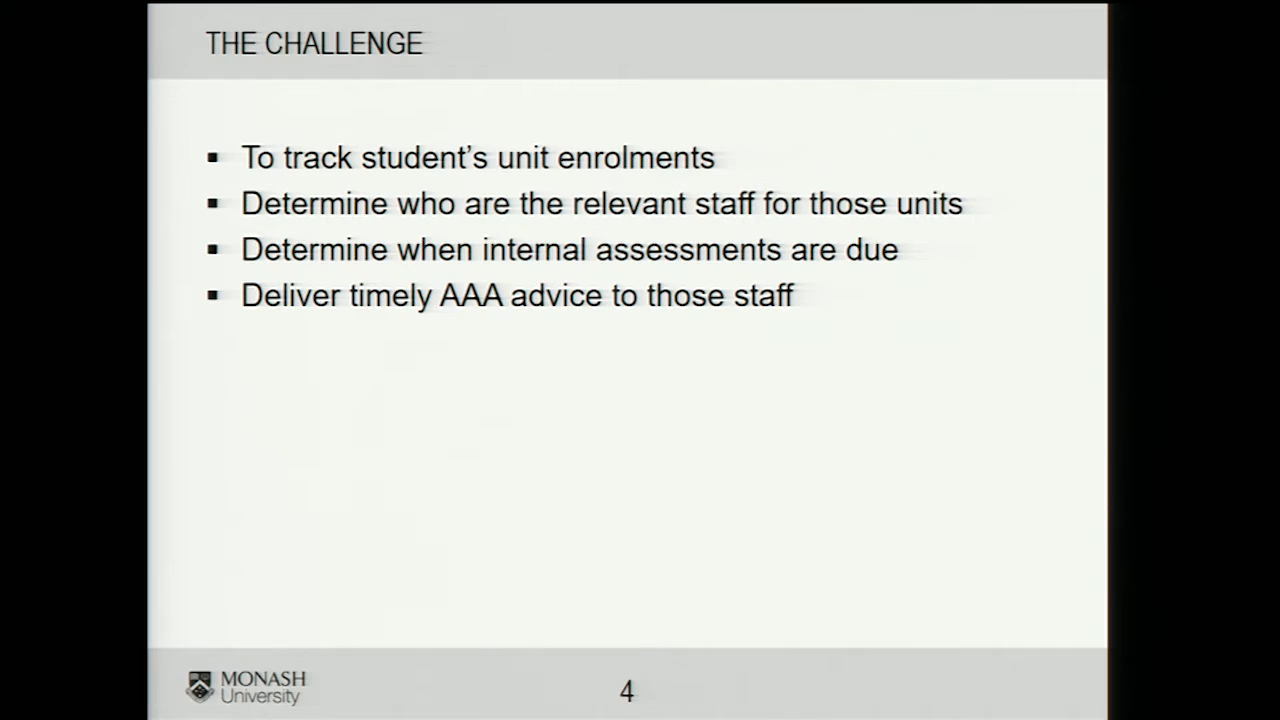 THE CHALLENGE
▪ To track student’s unit enrolments
▪ Determine who are the relevant staff for those units
▪ Determine when internal assessments are due
▪ Deliver timely AAA advice to those staff
MONASH
University
4